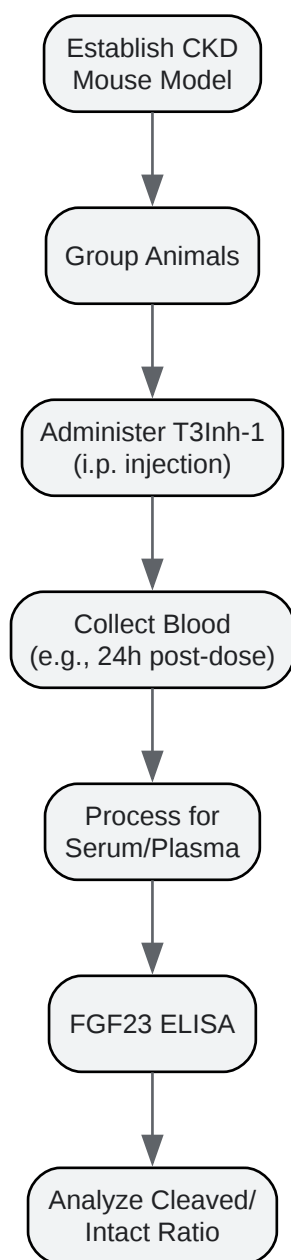 Establish CKD
Mouse Model
Group Animals
Administer T3Inh-1
(i.p. injection)
Collect Blood
(e.g., 24h post-dose)
Process for
Serum/Plasma
FGF23 ELISA
Analyze Cleaved/
Intact Ratio